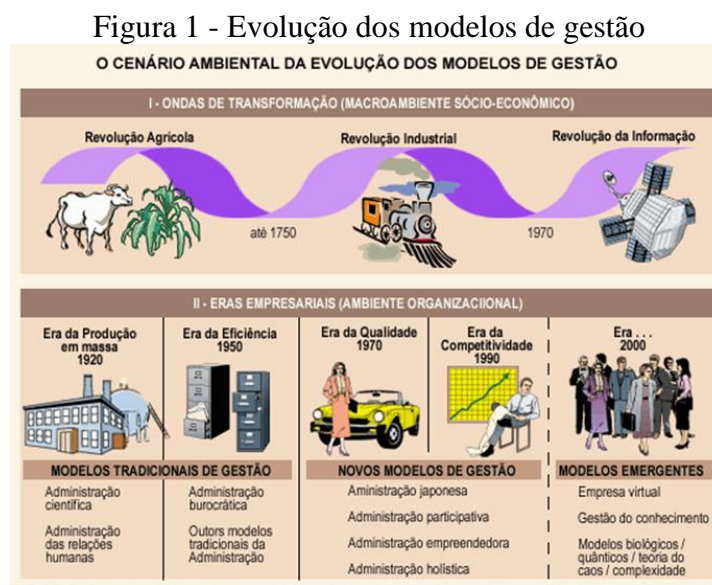 Figura 1 - Evolução dos modelos de gestão
O CENÁRIO AMBIENTAL DA EVOLUÇÃO DOS MODELOS DE GESTÃO
I - ONDAS DE TRANSFORMAÇÃO (MACROAMBIENTE SÓCIO-ECONÔMICO)
Revolução Agrícola
Revolução Industrial
Revolução da Informação
até 1750
1970
II - ERAS EMPRESARIAIS (AMBIENTE ORGANIZACIIONAL)
Era da Produção
em massa
1920
Era da Eficiência
1950
Era da Qualidade
1970
Era da
Competitividade
1990
Era . . .
2000
MODELOS TRADICIONAIS DE GESTÃO
Administração
científica
Administração
das relações
humanas
Administração
burocrática
Outors modelos
tradicionais da
Administração
NOVOS MODELOS DE GESTÃO
Aministração japonesa
Administração participativa
Administração empreendedora
Administração holística
MODELOS EMERGENTES
Empresa virtual
Gestão do conhecimento
Modelos biológicos /
quânticos / teoria do
caos / complexidade